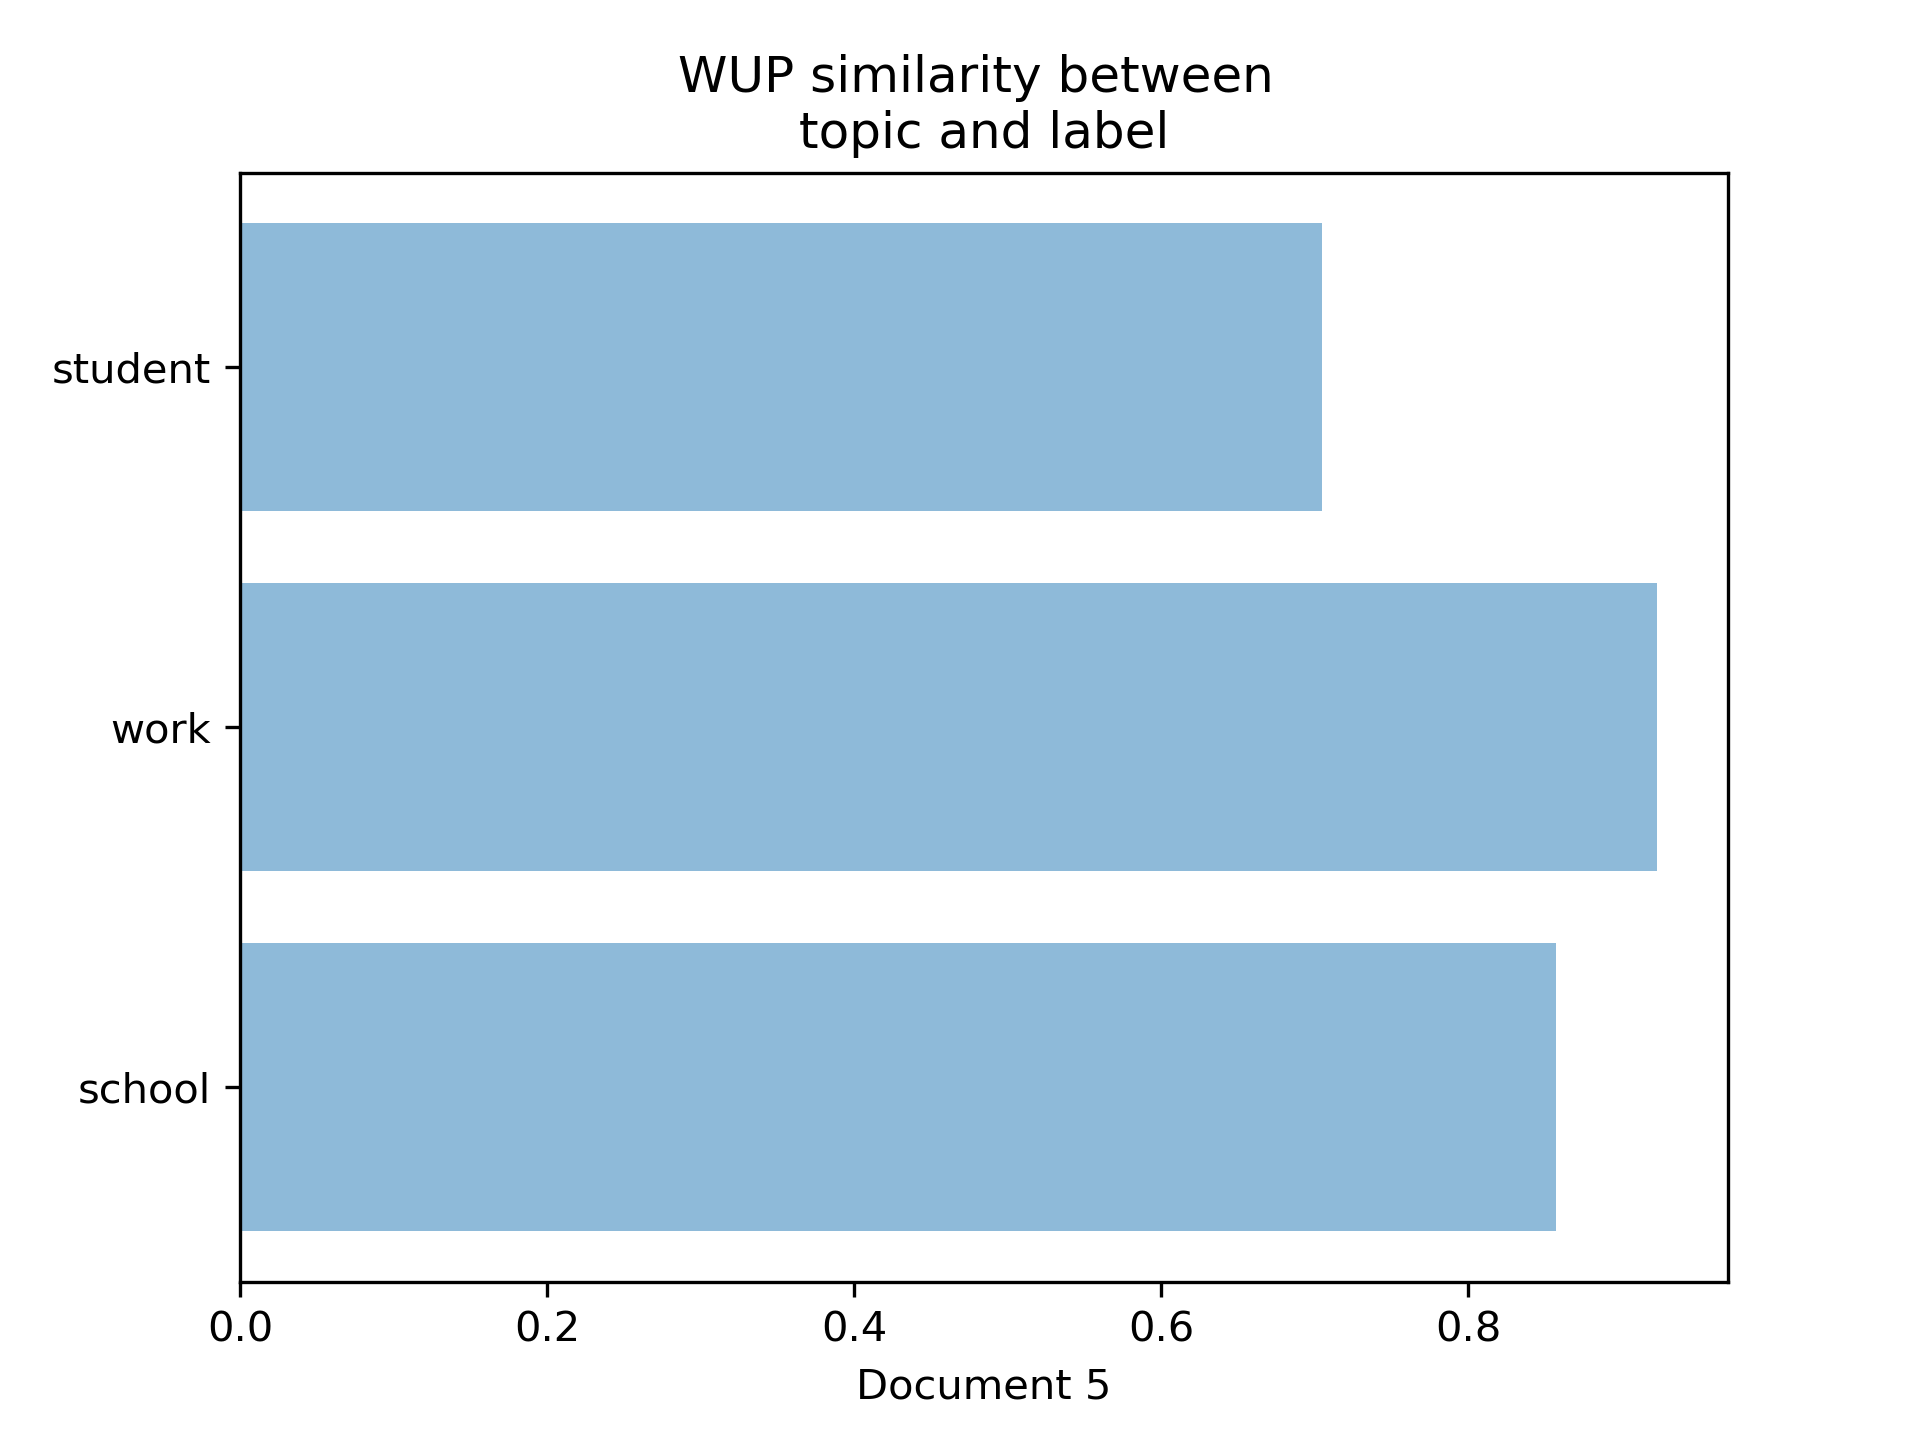 WUP similarity between
topic and label
student
work
school
0.0 0.2 0.4 0.6 0.8
Document 5